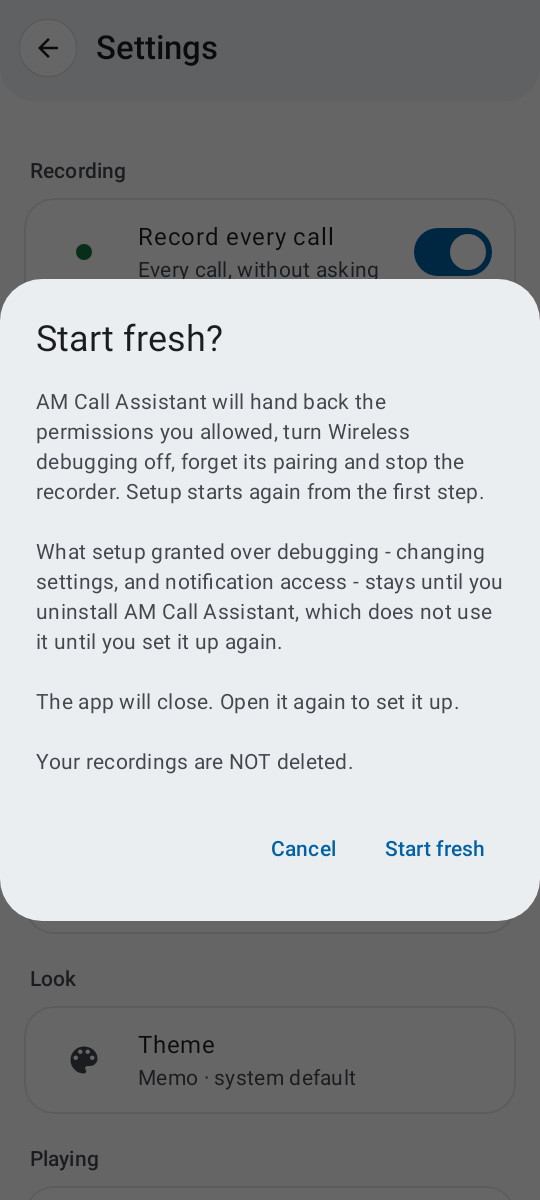 Settings
Recording
Record every call
Every call, without asking
Start fresh?
AM Call Assistant will hand back the
permissions you allowed, turn Wireless
debugging off, forget its pairing and stop the
recorder. Setup starts again from the first step.
What setup granted over debugging - changing
settings, and notification access - stays until you
uninstall AM Call Assistant, which does not use
it until you set it up again.
The app will close. Open it again to set it up.
Your recordings are NOT deleted.
Cancel
Start fresh
Look
Theme
Memo · system default
Playing